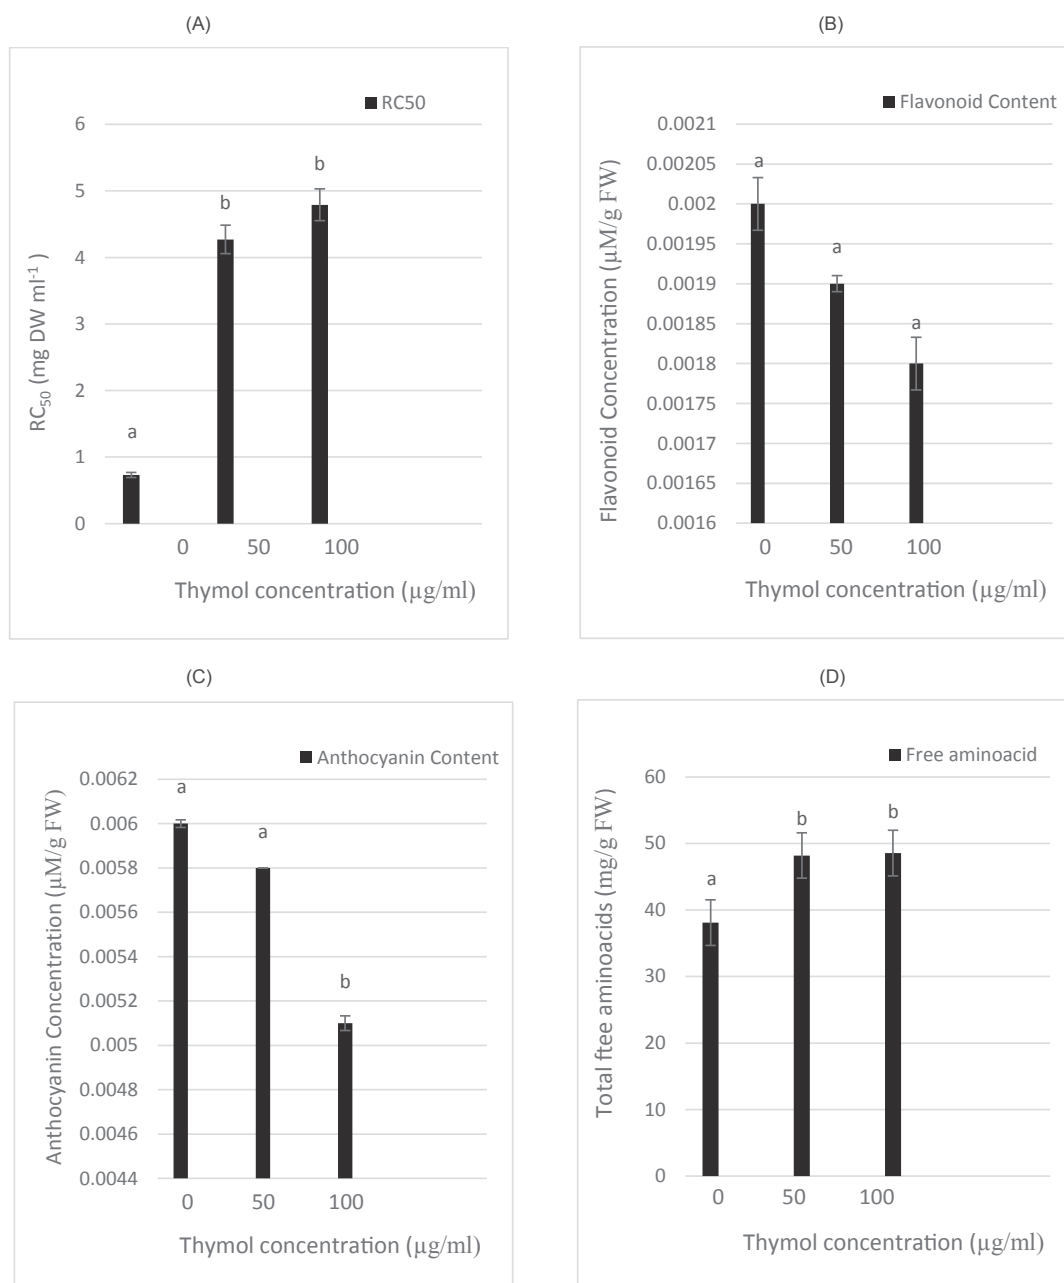 (A)
RC50
6
b
b
5
4
3
2
a
1
0
RC50 (mg DW ml-1 )
0 50 100
Thymol concentration (µg/ml)
(B)
Flavonoid Content
0.0021
a
0.00205
0.002
a
0.00195
0.0019
a
0.00185
0.0018
0.00175
0.0017
0.00165
0.0016
Flavonoid Concentration (µM/g FW)
0 50 100
Thymol concentration (µg/ml)
(C)
Anthocyanin Content
0.0062
a
0.006
a
0.0058
0.0056
0.0054
b
0.0052
0.005
0.0048
0.0046
0.0044
Anthocyanin Concentration (µM/g FW)
0 50 100
Thymol concentration (µg/ml)
(D)
Free aminoacid
60
b
b
50
a
40
30
20
10
0
Total ftee aminoacids (mg/g FW)
0 50 100
Thymol concentration (µg/ml)